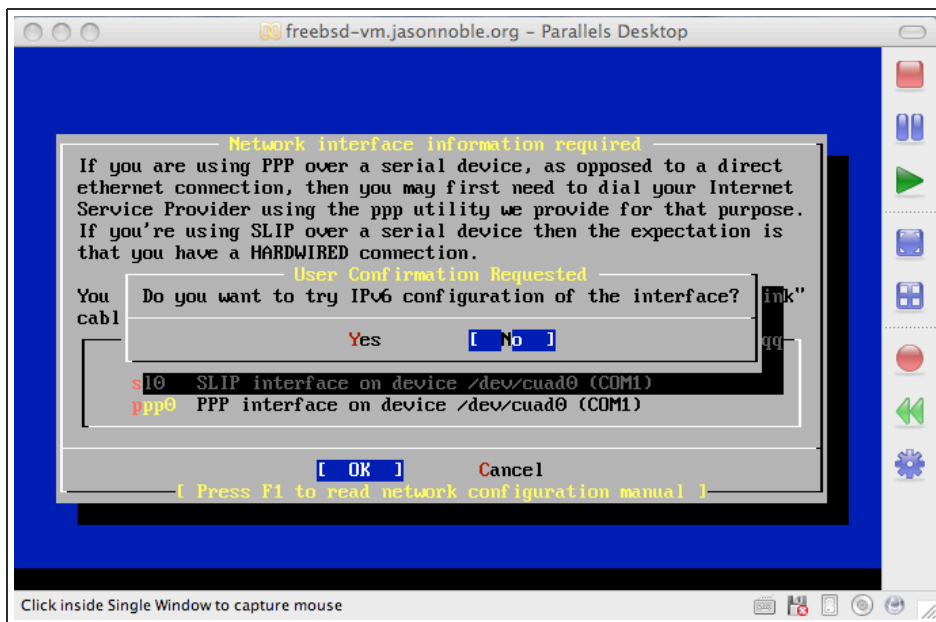 freebsd-vm.jasonnoble.org – Parallels Desktop
Network interface information required
If you are using PPP over a serial device, as opposed to a direct
ethernet connection, then you may first need to dial your Internet
Service Provider using the ppp utility we provide for that purpose.
If you're using SLIP over a serial device then the expectation is
that you have a HARDWIRED connection.
User Confirmation Requested
You Do you want to try IPv6 configuration of the interface? ink"
cabl
Yes [ No ] qq
sl0 SLIP interface on device /dev/cuad0 (COM1)
ppp0 PPP interface on device /dev/cuad0 (COM1)
[ OK ] Cancel
[ Press F1 to read network configuration manual ]
Click inside Single Window to capture mouse